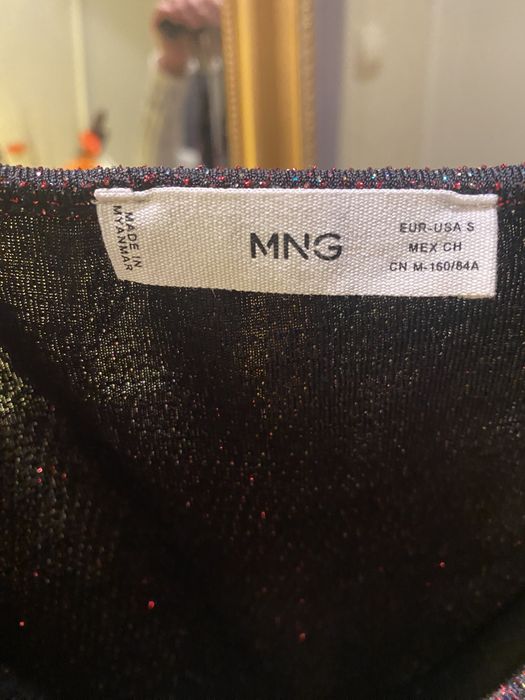 MADE IN
MYANMAR
MNG
EUR-USA S
MEX CH
CN M-160/84A